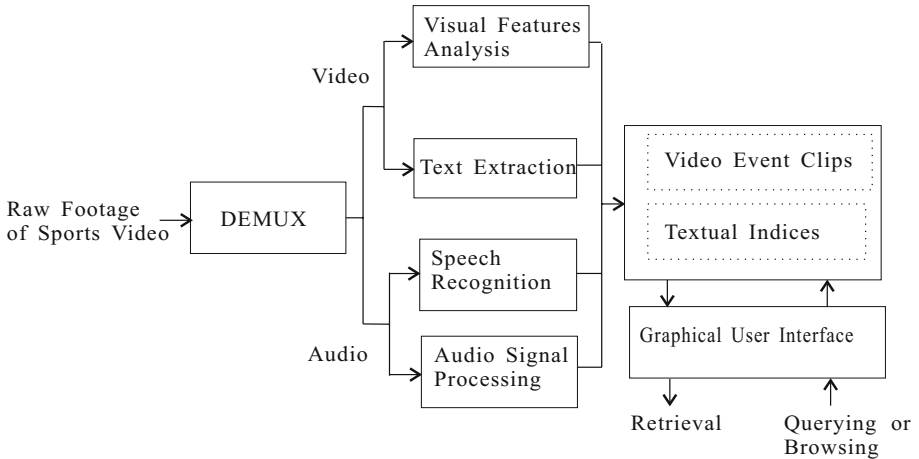 Raw Footage
of Sports Video
DEMUX
Video
Audio
Visual Features
Analysis
Text Extraction
Speech
Recognition
Audio Signal
Processing
Video Event Clips
Textual Indices
Graphical User Interface
Retrieval
Querying or
Browsing